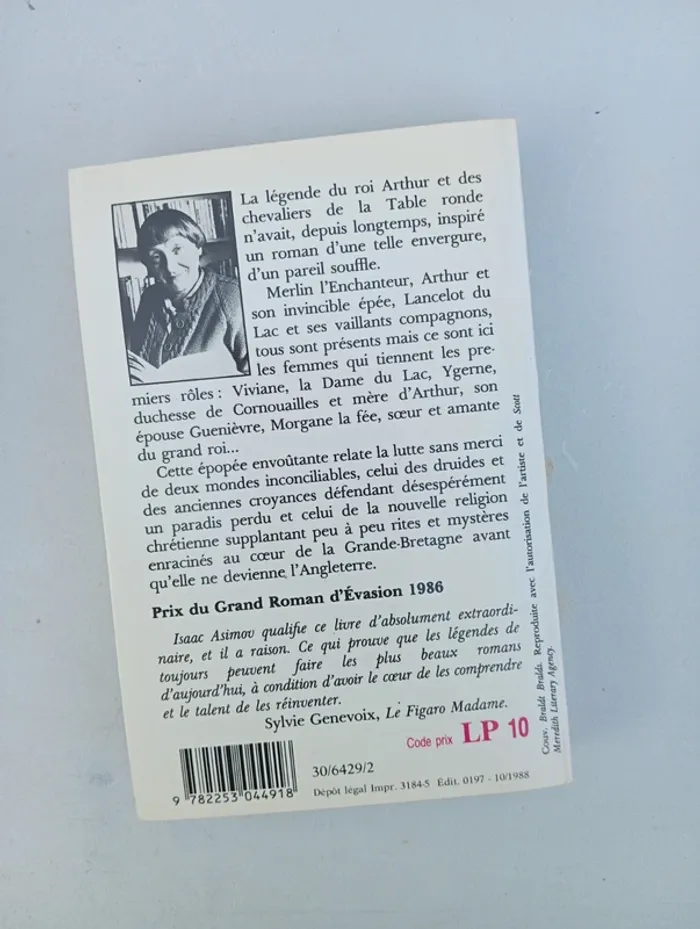 La légende du roi Arthur et des
chevaliers de la Table ronde
n'avait, depuis longtemps, inspiré
un roman d'une telle envergure,
d'un pareil souffle.
Merlin l'Enchanteur, Arthur et
son invincible épée, Lancelot du
Lac et ses vaillants compagnons,
tous sont présents mais ce sont ici
les femmes qui tiennent les pre-
miers rôles : Viviane, la Dame du Lac, Ygerne,
duchesse de Cornouailles et mère d'Arthur, son
épouse Guenièvre, Morgane la fée, sœur et amante
du grand roi...
Cette épopée envoûtante relate la lutte sans merci
de deux mondes inconciliables, celui des druides et
des anciennes croyances défendant désespérément
un paradis perdu et celui de la nouvelle religion
chrétienne supplantant peu à peu rites et mystères
enracinés au cœur de la Grande-Bretagne avant
qu'elle ne devienne l'Angleterre.
Prix du Grand Roman d'Évasion 1986
Isaac Asimov qualifie ce livre d'absolument extraordi-
naire, et il a raison. Ce qui prouve que les légendes de
toujours peuvent faire les plus beaux romans
d'aujourd'hui, à condition d'avoir le cœur de les comprendre
et le talent de les réinventer.
Sylvie Genevoix, Le Figaro Madame.
Code prix LP 10
30/6429/2
9 782253 044918
Dépôt légal Impr. 3184-5 Édit. 0197 - 10/1988
Couv. Braldt Bralds. Reproduite avec l'autorisation de l'artiste et de Scott
Meredith Literary Agency.